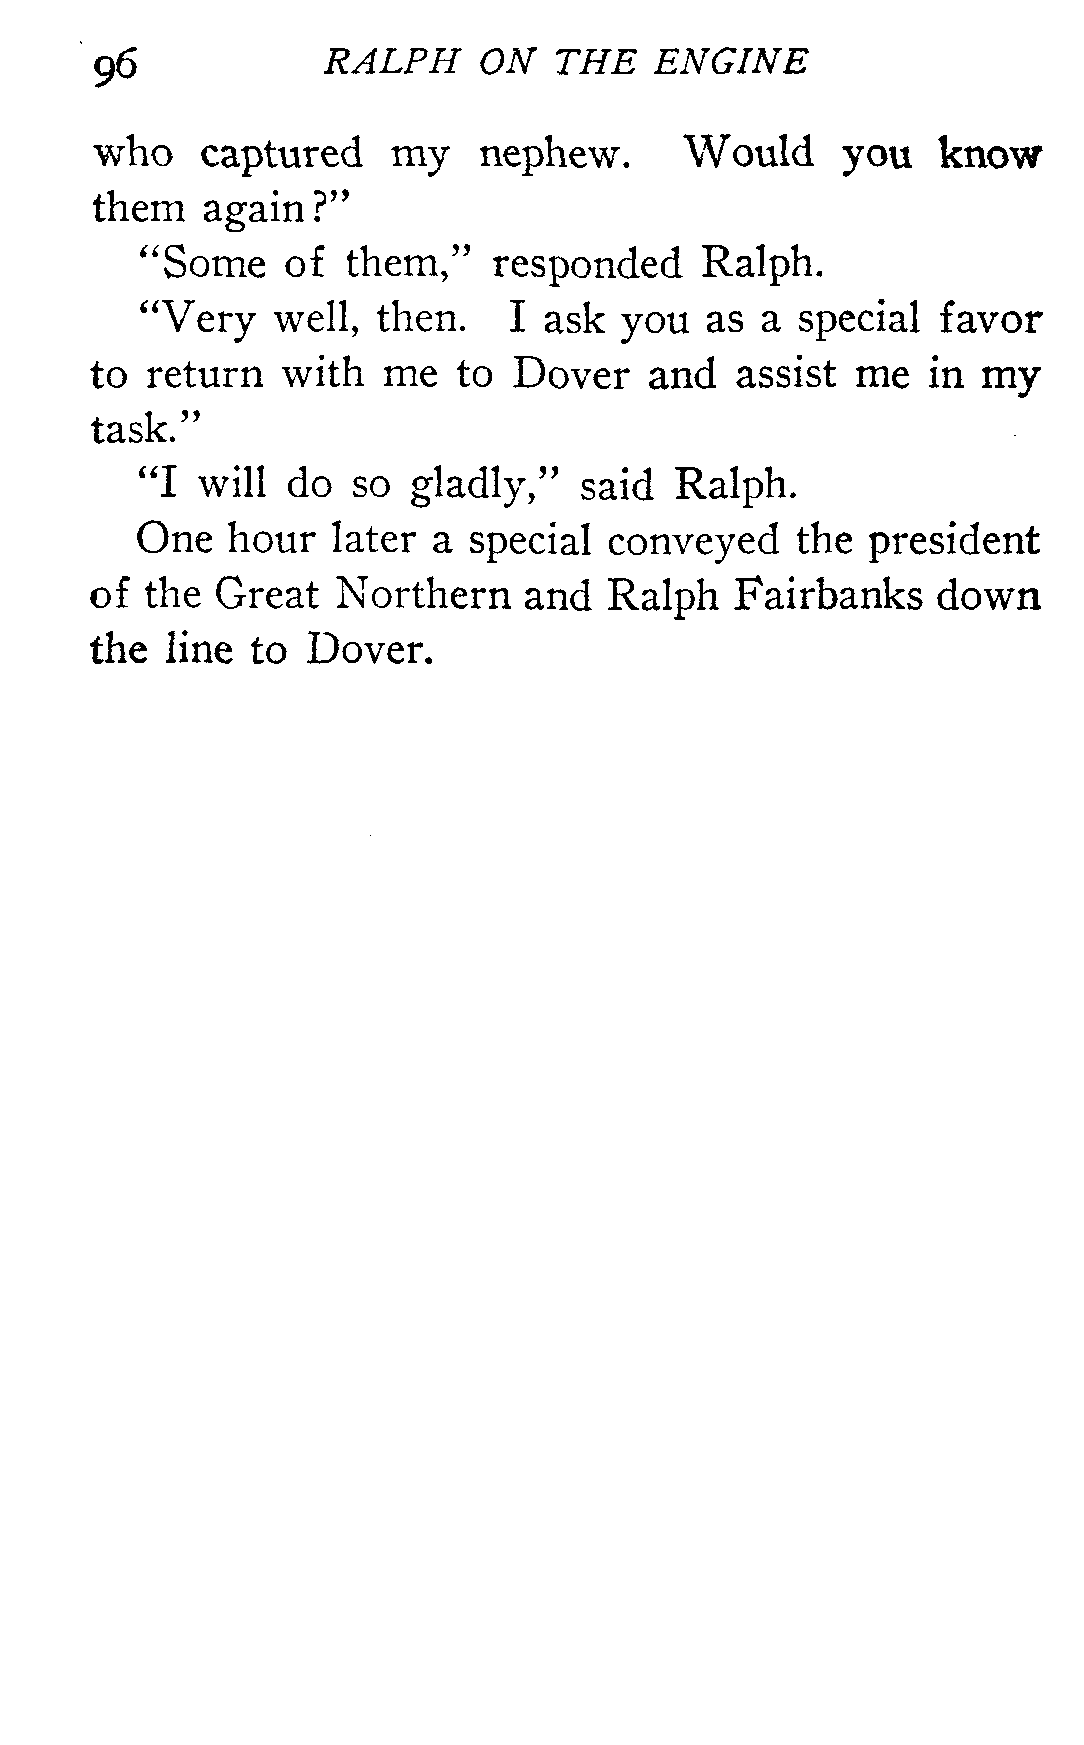 96 RALPH ON THE ENGINE
who captured my nephew. Would you know
them again?"
"Some of them," responded Ralph.
"Very well, then. I ask you as a special favor
to return with me to Dover and assist me in my
task."
"I will do so gladly," said Ralph.
One hour later a special conveyed the president
of the Great Northern and Ralph Fairbanks down
the line to Dover.